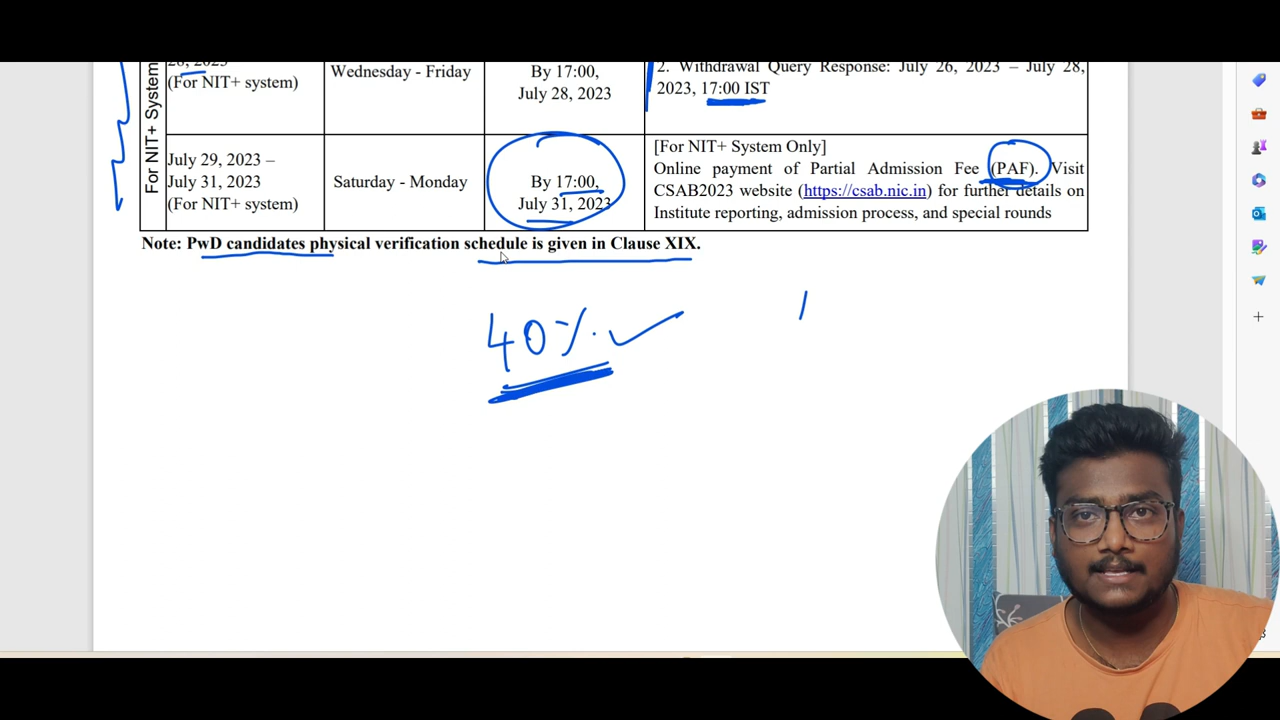 For NIT+ System
28, 2023
(For NIT+ system)
Wednesday - Friday
By 17:00,
July 28, 2023
2. Withdrawal Query Response: July 26, 2023 – July 28,
2023, 17:00 IST
July 29, 2023 –
July 31, 2023
(For NIT+ system)
Saturday - Monday
By 17:00,
July 31, 2023
[For NIT+ System Only]
Online payment of Partial Admission Fee (PAF). Visit
CSAB2023 website (https://csab.nic.in) for further details on
Institute reporting, admission process, and special rounds
Note: PwD candidates physical verification schedule is given in Clause XIX.
40%